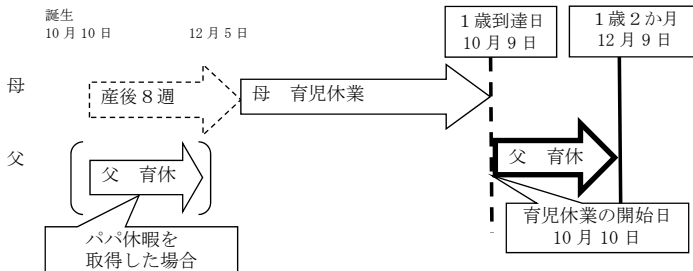 誕生
10月10日
12月5日
1歳到達日
10月9日
1歳2か月
12月9日
母
産後8週
母 育児休業
父
父 育休
父 育休
パパ休暇を
取得した場合
育児休業の開始日
10月10日